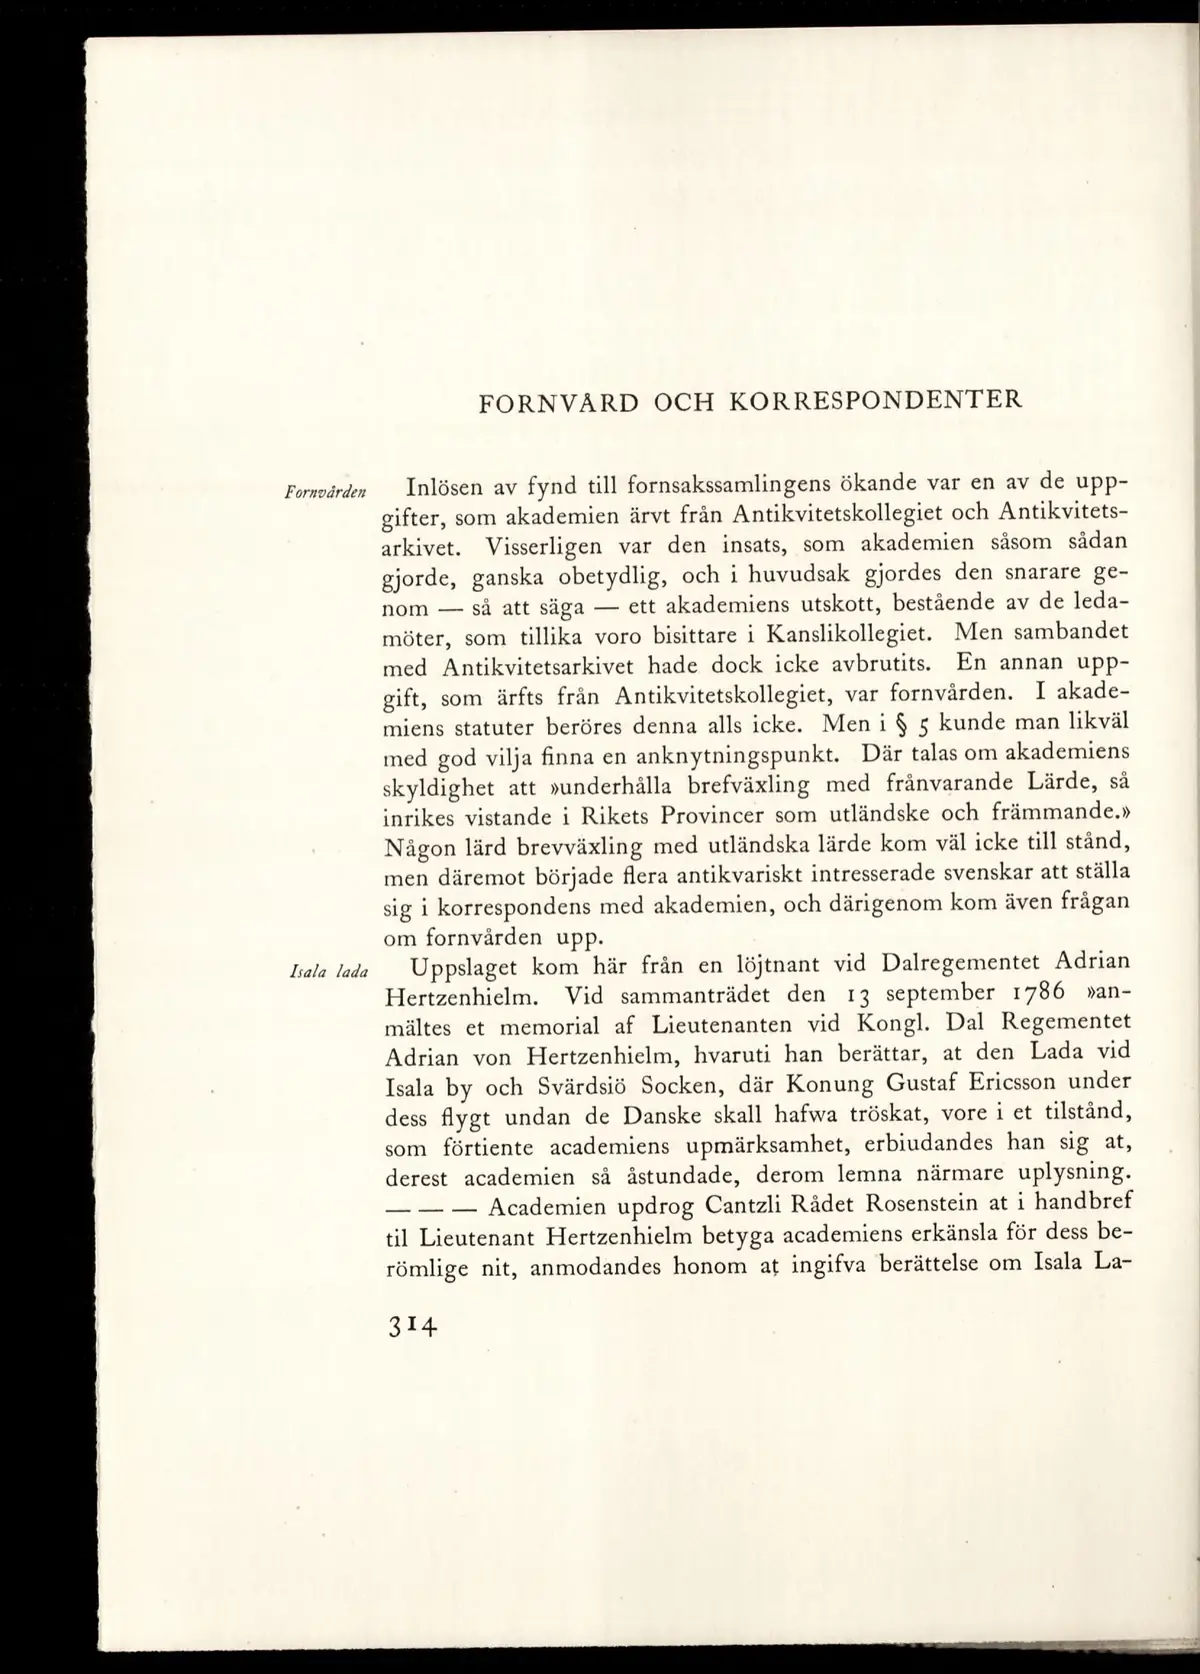 FORNVÅRD OCH KORRESPONDENTER
Fornvården
Inlösen av fynd till fornsakssamlingens ökande var en av de upp-
gifter, som akademien ärvt från Antikvitetskollegiet och Antikvitets-
arkivet. Visserligen var den insats, som akademien såsom sådan
gjorde, ganska obetydlig, och i huvudsak gjordes den snarare ge-
nom — så att säga — ett akademiens utskott, bestående av de leda-
möter, som tillika voro bisittare i Kanslikollegiet. Men sambandet
med Antikvitetsarkivet hade dock icke avbrutits. En annan upp-
gift, som ärfts från Antikvitetskollegiet, var fornvården. I akade-
miens statuter beröres denna alls icke. Men i § 5 kunde man likväl
med god vilja finna en anknytningspunkt. Där talas om akademiens
skyldighet att »underhålla brefväxling med frånvarande Lärde, så
inrikes vistande i Rikets Provincer som utländske och främmande.»
Någon lärd brevväxling med utländska lärde kom väl icke till stånd,
men däremot började flera antikvariskt intresserade svenskar att ställa
sig i korrespondens med akademien, och därigenom kom även frågan
om fornvården upp.
Isala lada
Uppslaget kom här från en löjtnant vid Dalregementet Adrian
Hertzenhielm. Vid sammanträdet den 13 september 1786 »an-
mältes et memorial af Lieutenanten vid Kongl. Dal Regementet
Adrian von Hertzenhielm, hvaruti han berättar, at den Lada vid
Isala by och Svärdsiö Socken, där Konung Gustaf Ericsson under
dess flygt undan de Danske skall hafwa tröskat, vore i et tilstånd,
som förtiente academiens upmärksamhet, erbiudandes han sig at,
derest academien så åstundade, derom lemna närmare uplysning.
— — — Academien updrog Cantzli Rådet Rosenstein at i handbref
til Lieutenant Hertzenhielm betyga academiens erkänsla för dess be-
römlige nit, anmodandes honom at ingifva berättelse om Isala La-
314